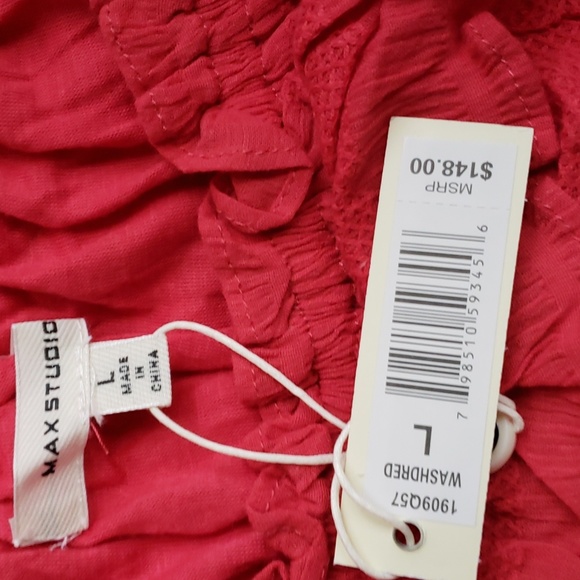 MAX STUDIO
L
MADE
IN
CHINA
1909Q57
WASHDRED
L
7 98510 59345 6
MSRP
$148.00